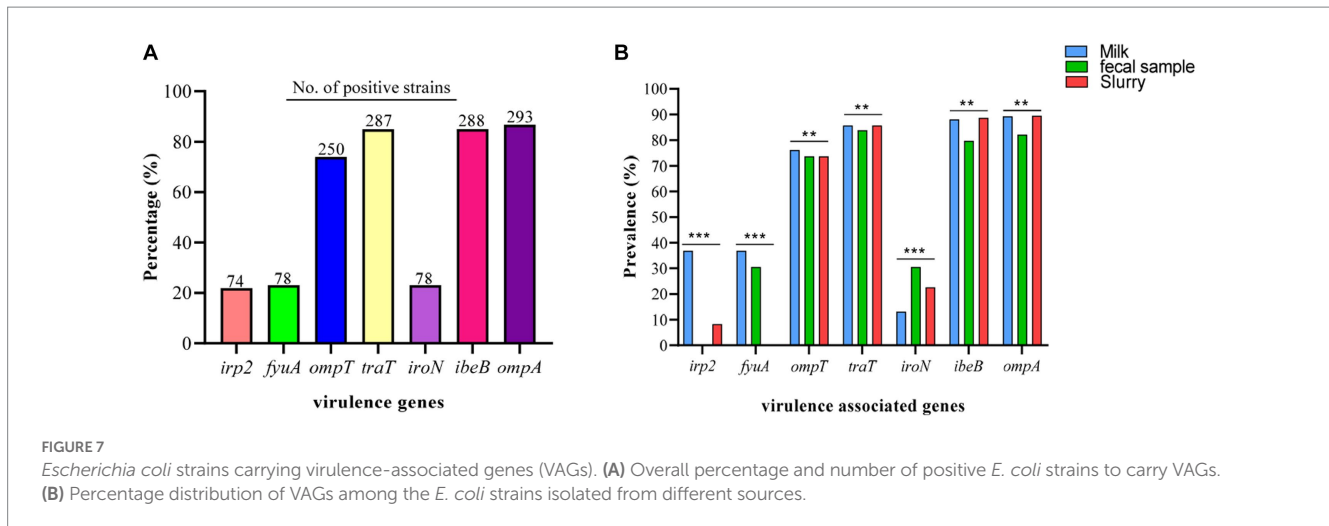 A
No. of positive strains
Percentage (%)
100
80
60
40
20
0
74
78
250
287
78
288
293
irp2 fyuA ompT traT iroN ibeB ompA
virulence genes
B
Milk
fecal sample
Slurry
Prevalence (%)
100
90
80
70
60
50
40
30
20
10
0
***
***
**
**
***
**
**
irp2 fyuA ompT traT iroN ibeB ompA
virulence associated genes
FIGURE 7
Escherichia coli strains carrying virulence-associated genes (VAGs). (A) Overall percentage and number of positive E. coli strains to carry VAGs.
(B) Percentage distribution of VAGs among the E. coli strains isolated from different sources.